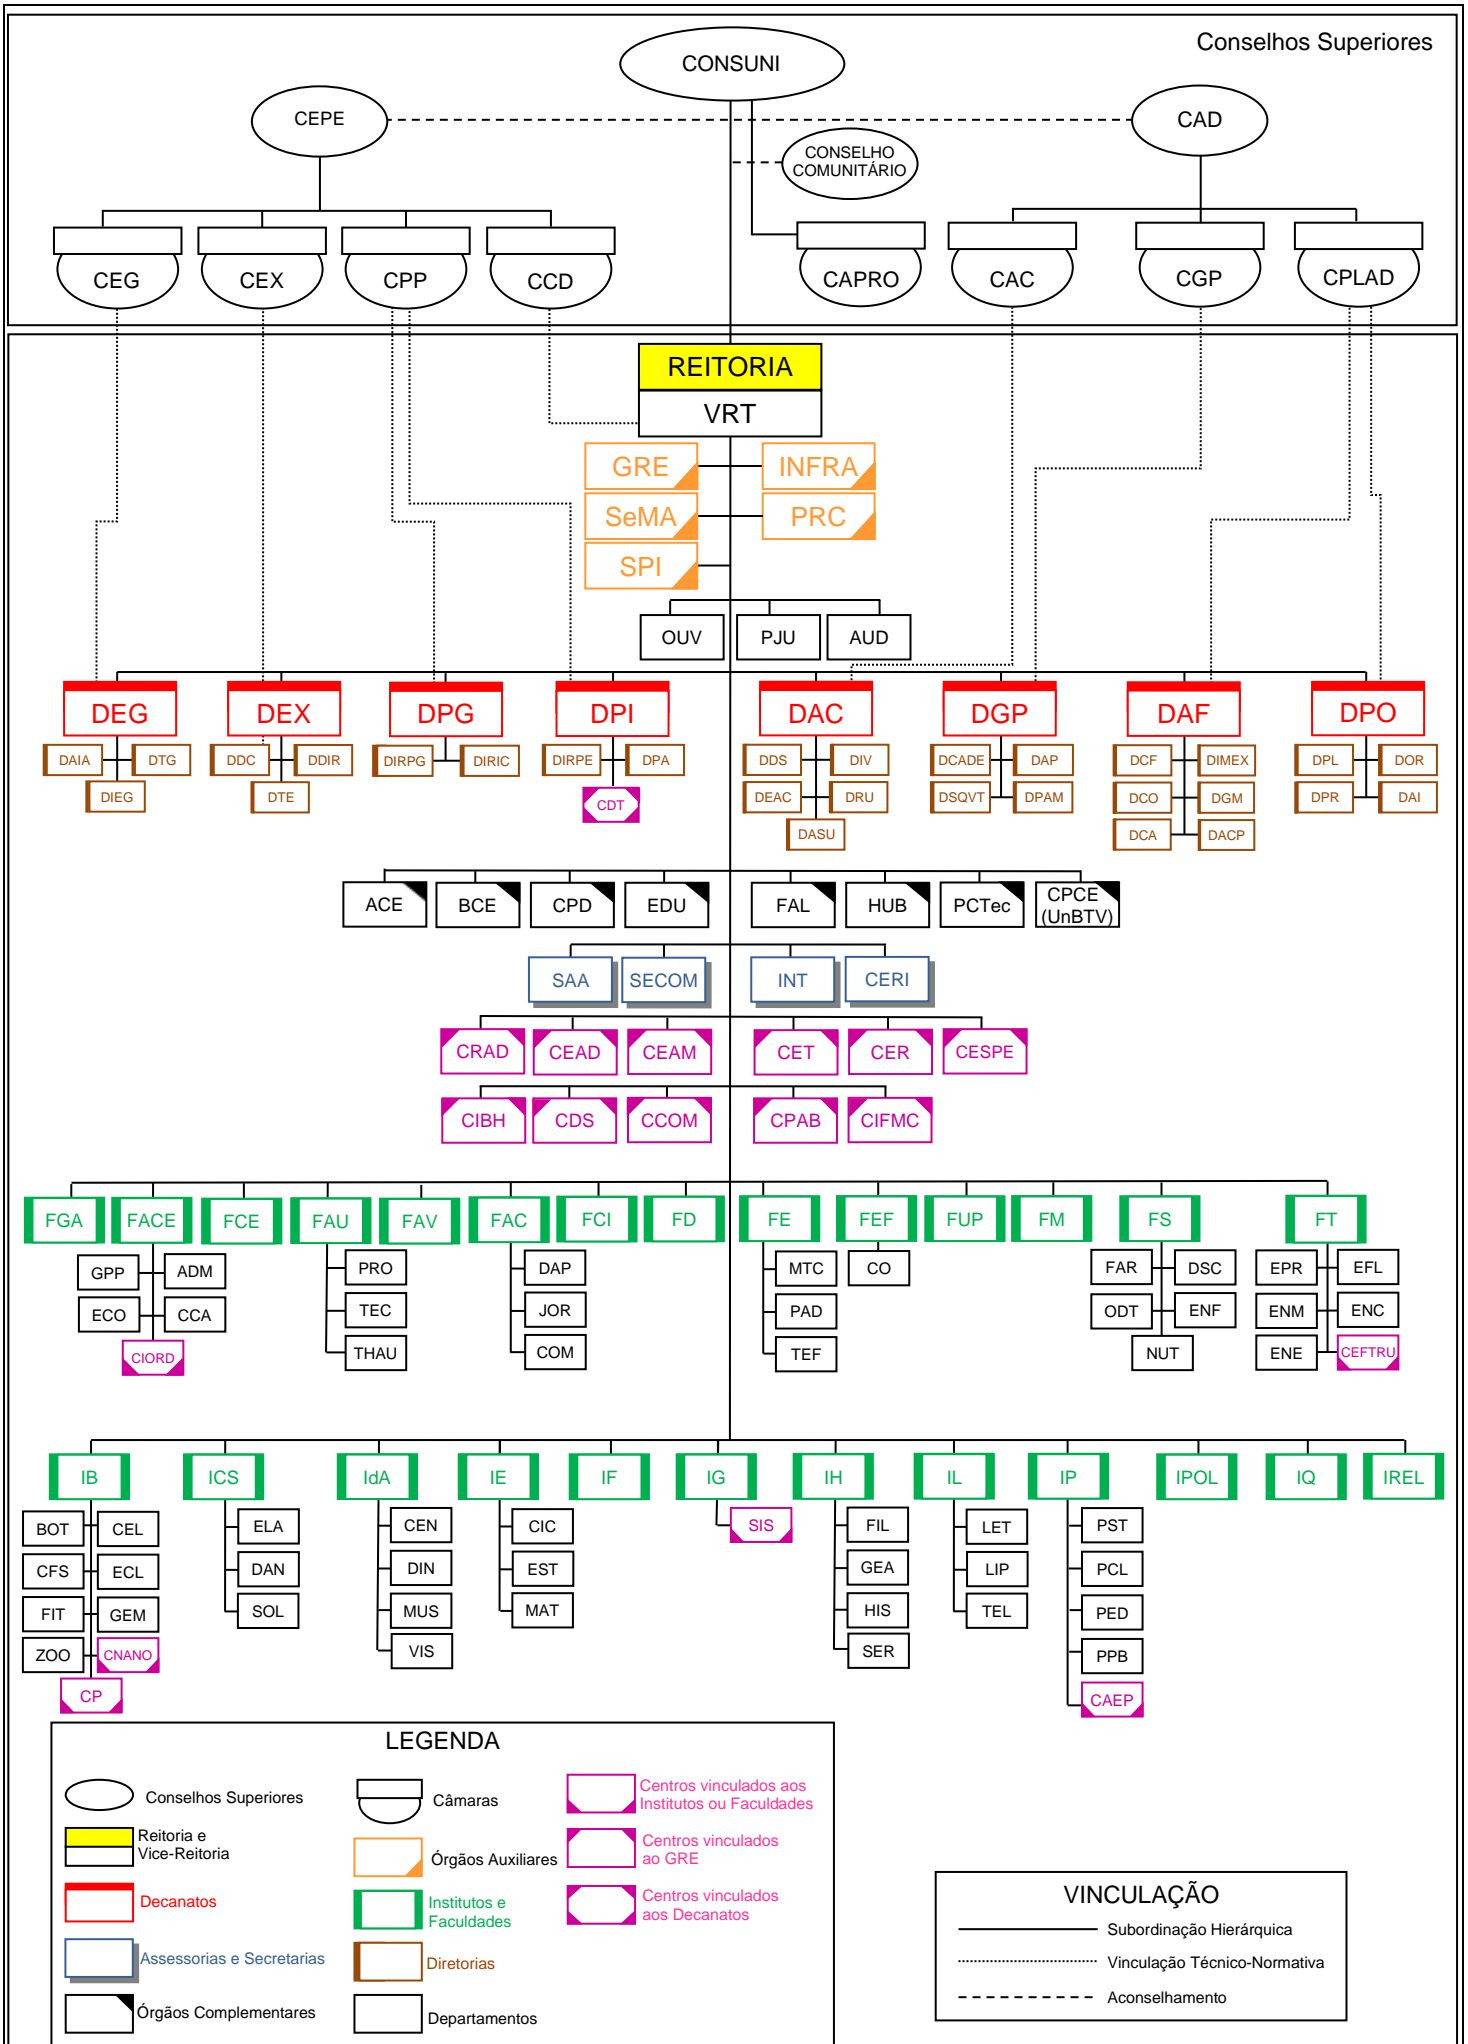 Conselhos Superiores
CONSUNI
CEPE
CAD
CONSELHO
COMUNITÁRIO
CEG
CEX
CPP
CCD
CAPRO
CAC
CGP
CPLAD
REITORIA
VRT
GRE
INFRA
SeMA
PRC
SPI
OUV
PJU
AUD
DEG
DEX
DPG
DPI
DAC
DGP
DAF
DPO
DAIA
DTG
DDC
DDIR
DIRPG
DIRIC
DIRPE
DPA
DDS
DIV
DCADE
DAP
DCF
DIMEX
DPL
DOR
DIEG
DTE
CDT
DEAC
DRU
DSQVT
DPAM
DCO
DGM
DPR
DAI
DASU
DCA
DACP
ACE
BCE
CPD
EDU
FAL
HUB
PCTec
CPCE
(UnBTV)
SAA
SECOM
INT
CERI
CRAD
CEAD
CEAM
CET
CER
CESPE
CIBH
CDS
CCOM
CPAB
CIFMC
FGA
FACE
FCE
FAU
FAV
FAC
FCI
FD
FE
FEF
FUP
FM
FS
FT
GPP
ADM
PRO
DAP
MTC
CO
FAR
DSC
EPR
EFL
ECO
CCA
TEC
JOR
PAD
ODT
ENF
ENM
ENC
CIORD
THAU
COM
TEF
NUT
ENE
CEFTRU
IB
ICS
IdA
IE
IF
IG
IH
IL
IP
IPOL
IQ
IREL
BOT
CEL
ELA
CEN
CIC
SIS
FIL
LET
PST
CFS
ECL
DAN
DIN
EST
GEA
LIP
PCL
FIT
GEM
SOL
MUS
MAT
HIS
TEL
PED
ZOO
CNANO
VIS
SER
PPB
CP
CAEP
LEGENDA
Conselhos Superiores
Câmaras
Centros vinculados aos
Institutos ou Faculdades
Reitoria e
Vice-Reitoria
Órgãos Auxiliares
Centros vinculados
ao GRE
Decanatos
Institutos e
Faculdades
Centros vinculados
aos Decanatos
Assessorias e Secretarias
Diretorias
Órgãos Complementares
Departamentos
VINCULAÇÃO
Subordinação Hierárquica
Vinculação Técnico-Normativa
Aconselhamento